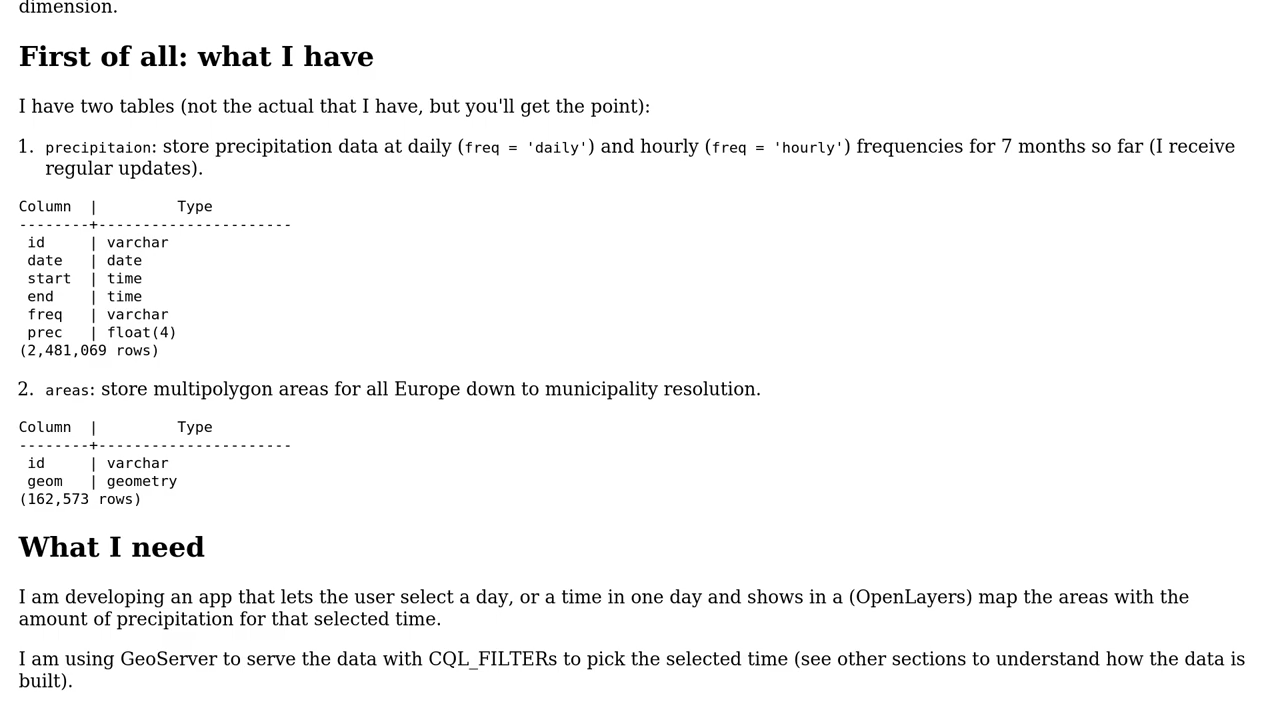 dimension.
First of all: what I have
I have two tables (not the actual that I have, but you'll get the point):
1. precipitaion: store precipitation data at daily (freq = 'daily') and hourly (freq = 'hourly') frequencies for 7 months so far (I receive
regular updates).
Column  |         Type
--------+----------------------
 id     | varchar
 date   | date
 start  | time
 end    | time
 freq   | varchar
 prec   | float(4)
(2,481,069 rows)
2. areas: store multipolygon areas for all Europe down to municipality resolution.
Column  |         Type
--------+----------------------
 id     | varchar
 geom   | geometry
(162,573 rows)
What I need
I am developing an app that lets the user select a day, or a time in one day and shows in a (OpenLayers) map the areas with the
amount of precipitation for that selected time.
I am using GeoServer to serve the data with CQL_FILTERs to pick the selected time (see other sections to understand how the data is
built).